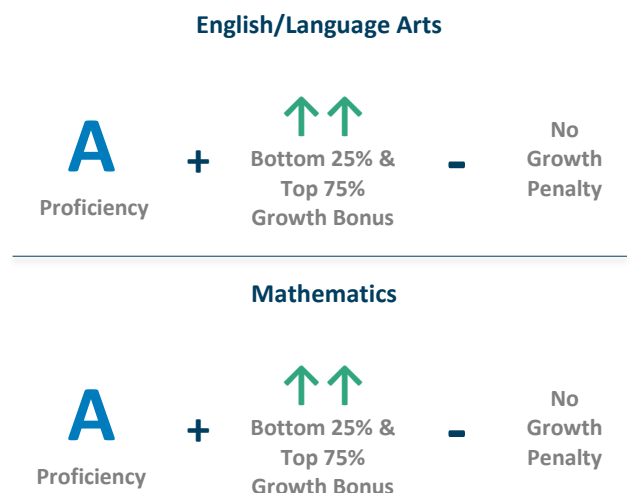 English/Language Arts
A
Proficiency
+
↑↑
Bottom 25% &
Top 75%
Growth Bonus
-
No
Growth
Penalty
Mathematics
A
Proficiency
+
↑↑
Bottom 25% &
Top 75%
Growth Bonus
-
No
Growth
Penalty